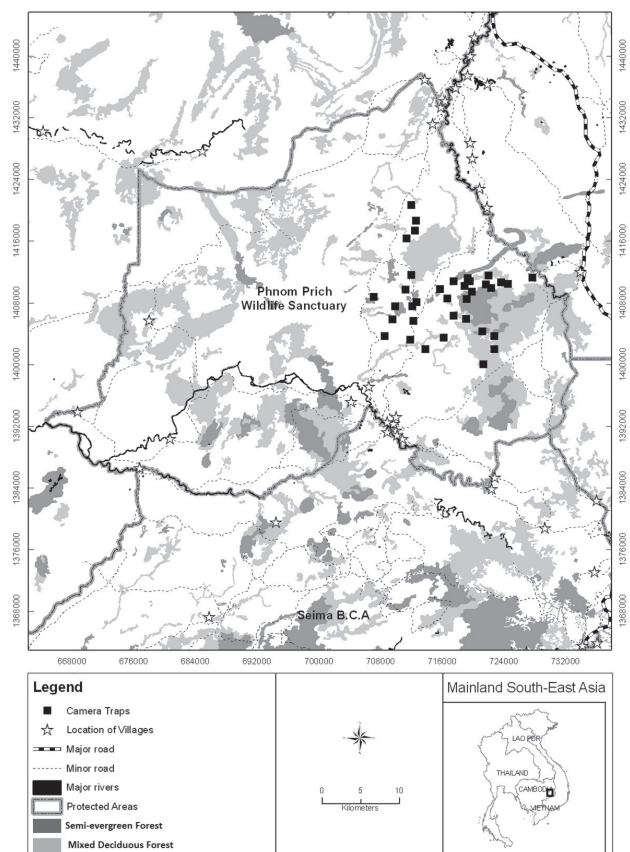 1440000
1432000
1424000
1416000
1408000
1400000
1392000
1384000
1376000
1368000
1440000
1432000
1424000
1416000
1408000
1400000
1392000
1384000
1376000
1368000
Phnom Prich
Wildlife Sanctuary
Seima B.C.A
668000 676000 684000 692000 700000 708000 716000 724000 732000
Legend
Camera Traps
Location of Villages
Major road
Minor road
Major rivers
Protected Areas
Semi-evergreen Forest
Mixed Deciduous Forest
0 5 10
Kilometers
Mainland South-East Asia
LAO PDR
THAILAND
CAMBODIA
VIETNAM